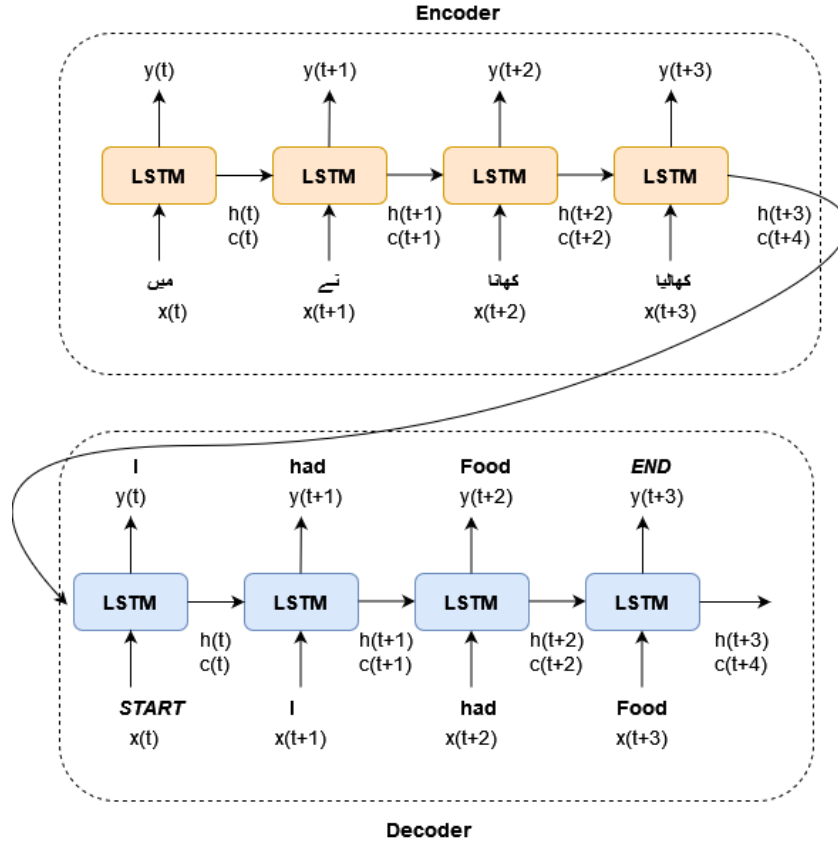 Encoder
y(t) y(t+1) y(t+2) y(t+3)
LSTM LSTM LSTM LSTM
h(t) h(t+1) h(t+2) h(t+3)
c(t) c(t+1) c(t+2) c(t+4)
میں نے کھانا کھالیا
x(t) x(t+1) x(t+2) x(t+3)
I had Food END
y(t) y(t+1) y(t+2) y(t+3)
LSTM LSTM LSTM LSTM
h(t) h(t+1) h(t+2) h(t+3)
c(t) c(t+1) c(t+2) c(t+4)
START I had Food
x(t) x(t+1) x(t+2) x(t+3)
Decoder